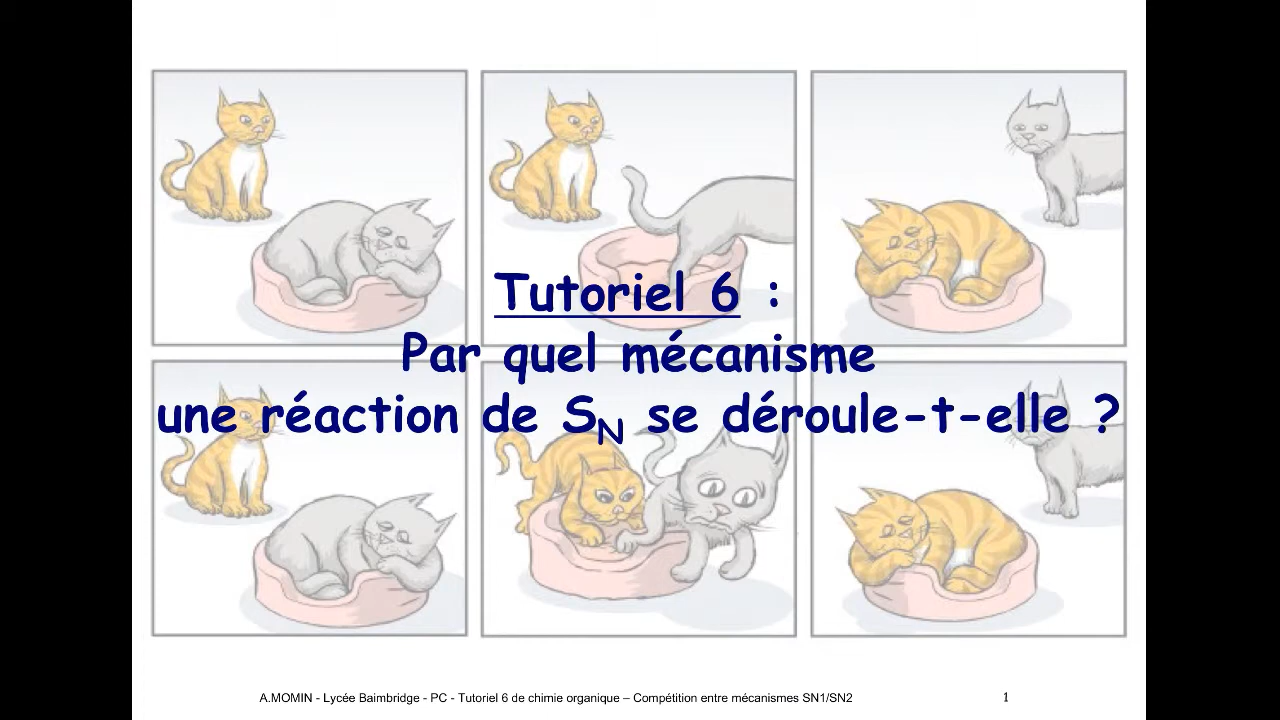 Tutoriel 6 :
Par quel mécanisme
une réaction de SN se déroule-t-elle ?
A.MOMIN - Lycée Baimbridge - PC - Tutoriel 6 de chimie organique – Compétition entre mécanismes SN1/SN2
1